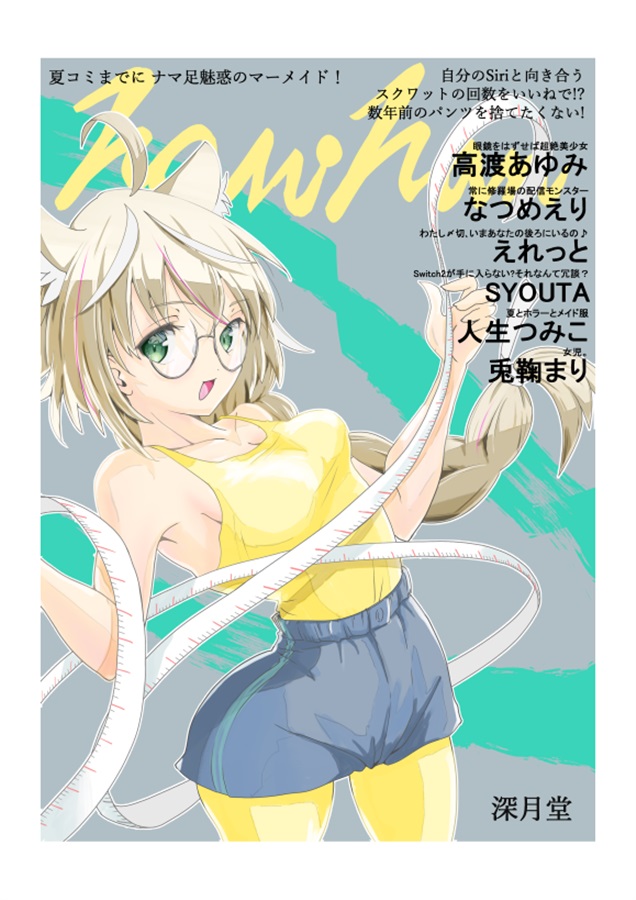 夏コミまでに ナマ足魅惑のマーメイド！
自分のSiriと向き合う
スクワットの回数をいいねで!?
数年前のパンツを捨てたくない!
眼鏡をはずせば超絶美少女
高渡あゆみ
常に修羅場の配信モンスター
なつめえり
わたし〆切、いまあなたの後ろにいるの♪
えれっと
Switch2が手に入らない?それなんて冗談？
SYOUTA
夏とホラーとメイド服
人生つみこ
女児。
兎鞠まり
深月堂